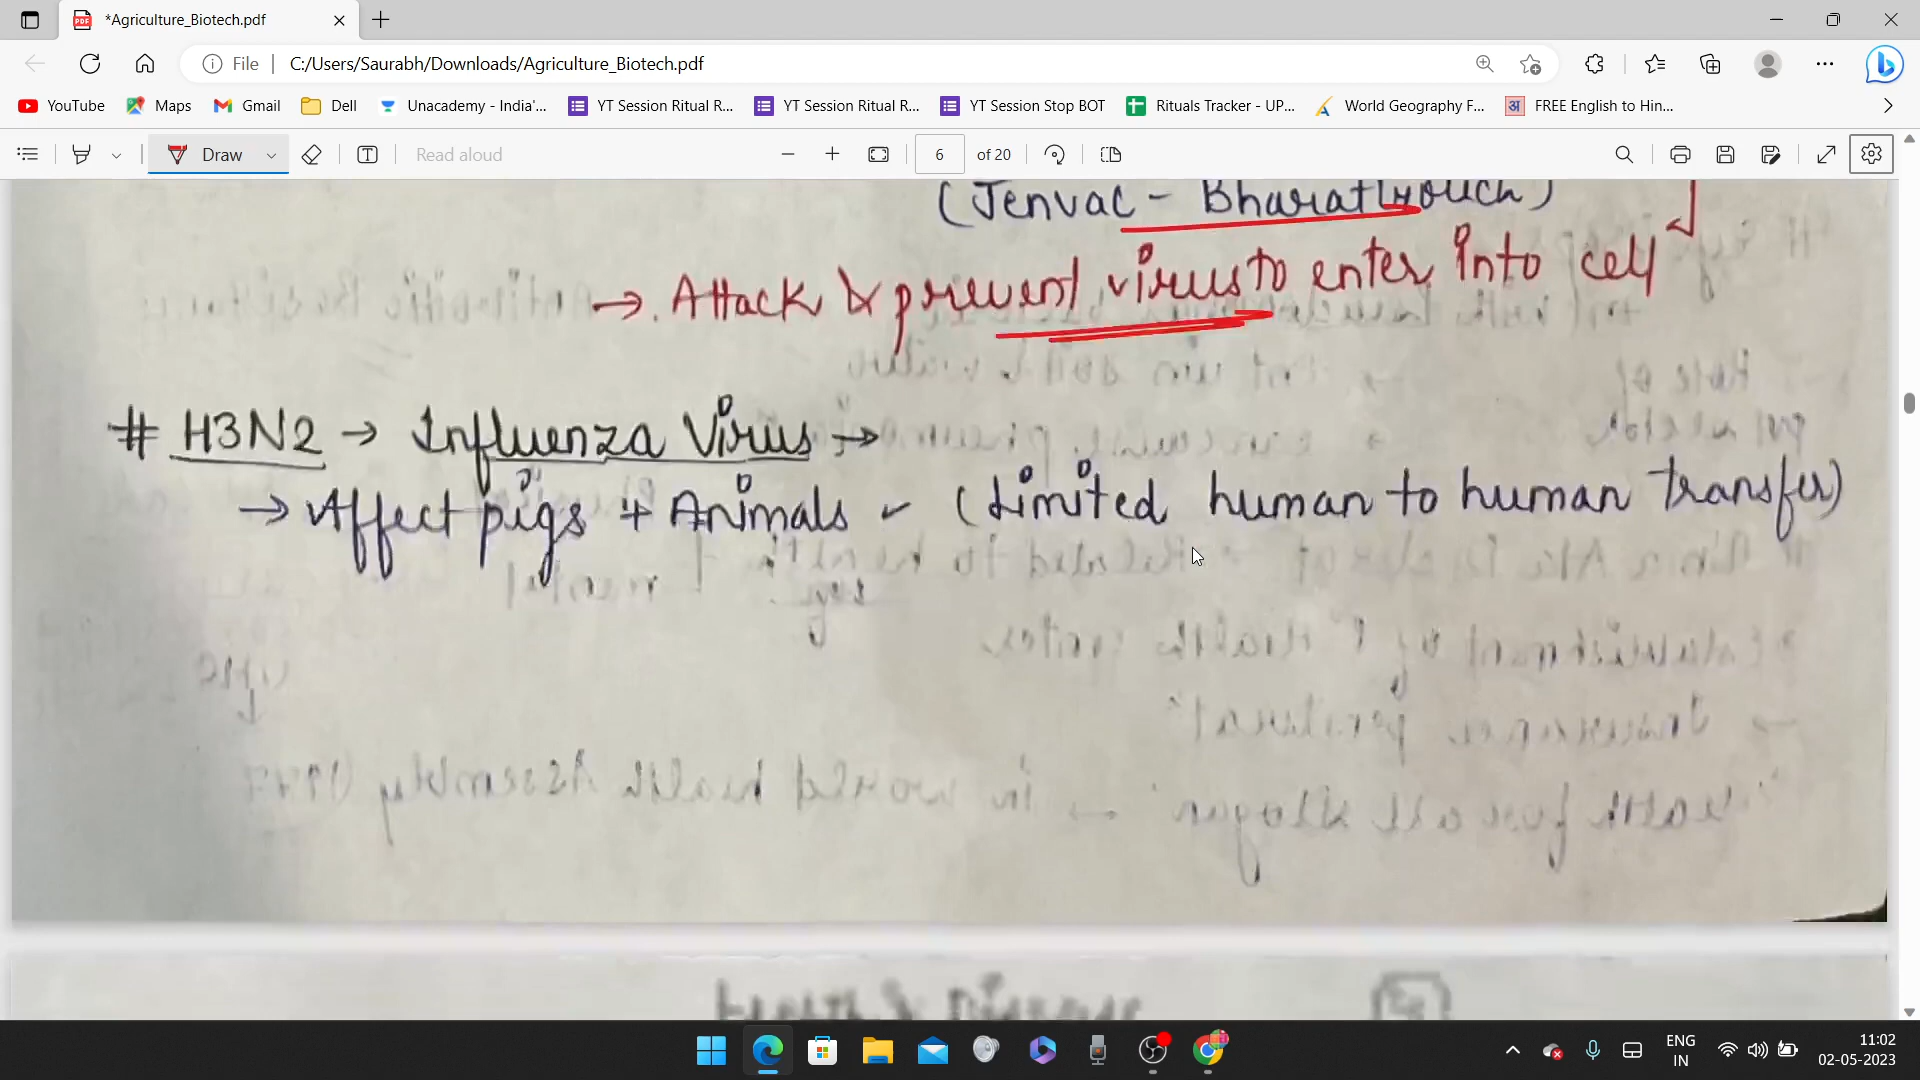 *Agriculture_Biotech.pdf
File C:/Users/Saurabh/Downloads/Agriculture_Biotech.pdf
YouTube Maps Gmail Dell Unacademy - India'... YT Session Ritual R... YT Session Ritual R... YT Session Stop BOT Rituals Tracker - UP... World Geography F... FREE English to Hin...
Draw Read aloud 6 of 20
(Jenvac - Bharat
→ Attack & prevent virus to enter into cell
# H3N2 → Influenza Virus →
→ Affect pigs + Animals ✓ (Limited human to human transfer)
ENG 11:02
IN 02-05-2023